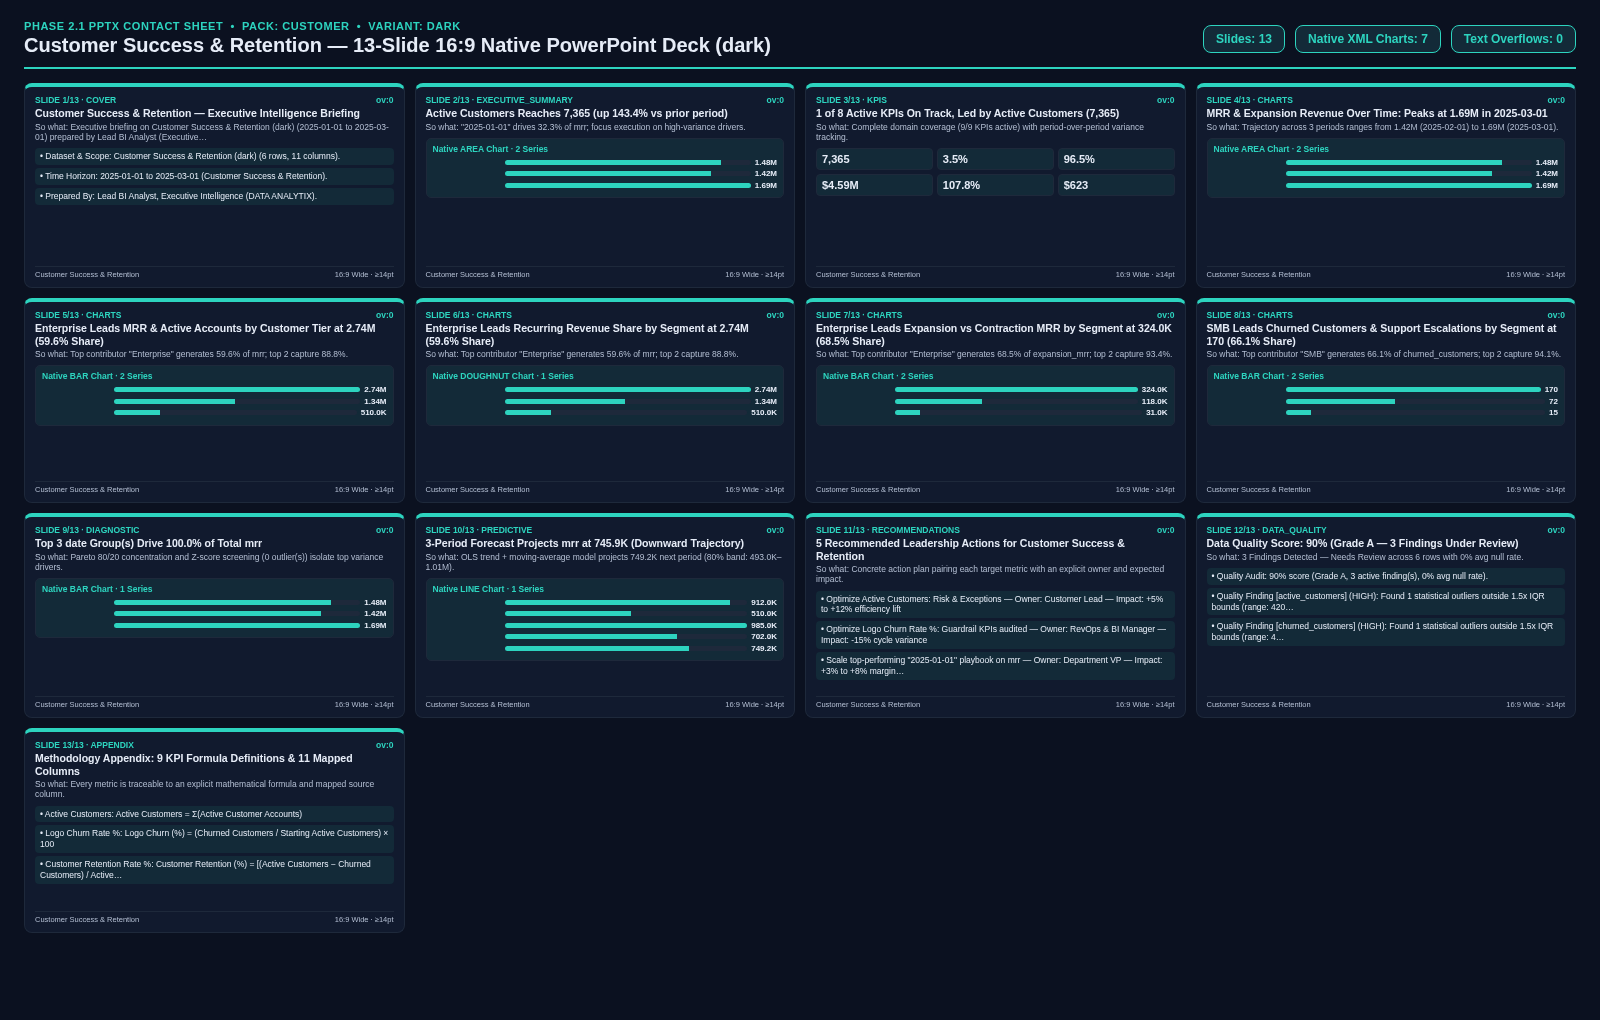 PHASE 2.1 PPTX CONTACT SHEET • PACK: CUSTOMER • VARIANT: DARK
Customer Success & Retention — 13-Slide 16:9 Native PowerPoint Deck (dark)
Slides: 13
Native XML Charts: 7
Text Overflows: 0
SLIDE 1/13 · COVER
ov:0
Customer Success & Retention — Executive Intelligence Briefing
So what: Executive briefing on Customer Success & Retention (dark) (2025-01-01 to 2025-03-
01) prepared by Lead BI Analyst (Executive…
• Dataset & Scope: Customer Success & Retention (dark) (6 rows, 11 columns).
• Time Horizon: 2025-01-01 to 2025-03-01 (Customer Success & Retention).
• Prepared By: Lead BI Analyst, Executive Intelligence (DATA ANALYTIX).
Customer Success & Retention
16:9 Wide · ≥14pt
SLIDE 2/13 · EXECUTIVE_SUMMARY
ov:0
Active Customers Reaches 7,365 (up 143.4% vs prior period)
So what: "2025-01-01" drives 32.3% of mrr; focus execution on high-variance drivers.
Native AREA Chart · 2 Series
1.48M
1.42M
1.69M
Customer Success & Retention
16:9 Wide · ≥14pt
SLIDE 3/13 · KPIS
ov:0
1 of 8 Active KPIs On Track, Led by Active Customers (7,365)
So what: Complete domain coverage (9/9 KPIs active) with period-over-period variance
tracking.
7,365
3.5%
96.5%
$4.59M
107.8%
$623
Customer Success & Retention
16:9 Wide · ≥14pt
SLIDE 4/13 · CHARTS
ov:0
MRR & Expansion Revenue Over Time: Peaks at 1.69M in 2025-03-01
So what: Trajectory across 3 periods ranges from 1.42M (2025-02-01) to 1.69M (2025-03-01).
Native AREA Chart · 2 Series
1.48M
1.42M
1.69M
Customer Success & Retention
16:9 Wide · ≥14pt
SLIDE 5/13 · CHARTS
ov:0
Enterprise Leads MRR & Active Accounts by Customer Tier at 2.74M
(59.6% Share)
So what: Top contributor "Enterprise" generates 59.6% of mrr; top 2 capture 88.8%.
Native BAR Chart · 2 Series
2.74M
1.34M
510.0K
Customer Success & Retention
16:9 Wide · ≥14pt
SLIDE 6/13 · CHARTS
ov:0
Enterprise Leads Recurring Revenue Share by Segment at 2.74M
(59.6% Share)
So what: Top contributor "Enterprise" generates 59.6% of mrr; top 2 capture 88.8%.
Native DOUGHNUT Chart · 1 Series
2.74M
1.34M
510.0K
Customer Success & Retention
16:9 Wide · ≥14pt
SLIDE 7/13 · CHARTS
ov:0
Enterprise Leads Expansion vs Contraction MRR by Segment at 324.0K
(68.5% Share)
So what: Top contributor "Enterprise" generates 68.5% of expansion_mrr; top 2 capture 93.4%.
Native BAR Chart · 2 Series
324.0K
118.0K
31.0K
Customer Success & Retention
16:9 Wide · ≥14pt
SLIDE 8/13 · CHARTS
ov:0
SMB Leads Churned Customers & Support Escalations by Segment at
170 (66.1% Share)
So what: Top contributor "SMB" generates 66.1% of churned_customers; top 2 capture 94.1%.
Native BAR Chart · 2 Series
170
72
15
Customer Success & Retention
16:9 Wide · ≥14pt
SLIDE 9/13 · DIAGNOSTIC
ov:0
Top 3 date Group(s) Drive 100.0% of Total mrr
So what: Pareto 80/20 concentration and Z-score screening (0 outlier(s)) isolate top variance
drivers.
Native BAR Chart · 1 Series
1.48M
1.42M
1.69M
Customer Success & Retention
16:9 Wide · ≥14pt
SLIDE 10/13 · PREDICTIVE
ov:0
3-Period Forecast Projects mrr at 745.9K (Downward Trajectory)
So what: OLS trend + moving-average model projects 749.2K next period (80% band: 493.0K–
1.01M).
Native LINE Chart · 1 Series
912.0K
510.0K
985.0K
702.0K
749.2K
Customer Success & Retention
16:9 Wide · ≥14pt
SLIDE 11/13 · RECOMMENDATIONS
ov:0
5 Recommended Leadership Actions for Customer Success &
Retention
So what: Concrete action plan pairing each target metric with an explicit owner and expected
impact.
• Optimize Active Customers: Risk & Exceptions — Owner: Customer Lead — Impact: +5%
to +12% efficiency lift
• Optimize Logo Churn Rate %: Guardrail KPIs audited — Owner: RevOps & BI Manager —
Impact: -15% cycle variance
• Scale top-performing "2025-01-01" playbook on mrr — Owner: Department VP — Impact:
+3% to +8% margin…
Customer Success & Retention
16:9 Wide · ≥14pt
SLIDE 12/13 · DATA_QUALITY
ov:0
Data Quality Score: 90% (Grade A — 3 Findings Under Review)
So what: 3 Findings Detected — Needs Review across 6 rows with 0% avg null rate.
• Quality Audit: 90% score (Grade A, 3 active finding(s), 0% avg null rate).
• Quality Finding [active_customers] (HIGH): Found 1 statistical outliers outside 1.5x IQR
bounds (range: 420…
• Quality Finding [churned_customers] (HIGH): Found 1 statistical outliers outside 1.5x IQR
bounds (range: 4…
Customer Success & Retention
16:9 Wide · ≥14pt
SLIDE 13/13 · APPENDIX
ov:0
Methodology Appendix: 9 KPI Formula Definitions & 11 Mapped
Columns
So what: Every metric is traceable to an explicit mathematical formula and mapped source
column.
• Active Customers: Active Customers = Σ(Active Customer Accounts)
• Logo Churn Rate %: Logo Churn (%) = (Churned Customers / Starting Active Customers) ×
100
• Customer Retention Rate %: Customer Retention (%) = [(Active Customers − Churned
Customers) / Active…
Customer Success & Retention
16:9 Wide · ≥14pt